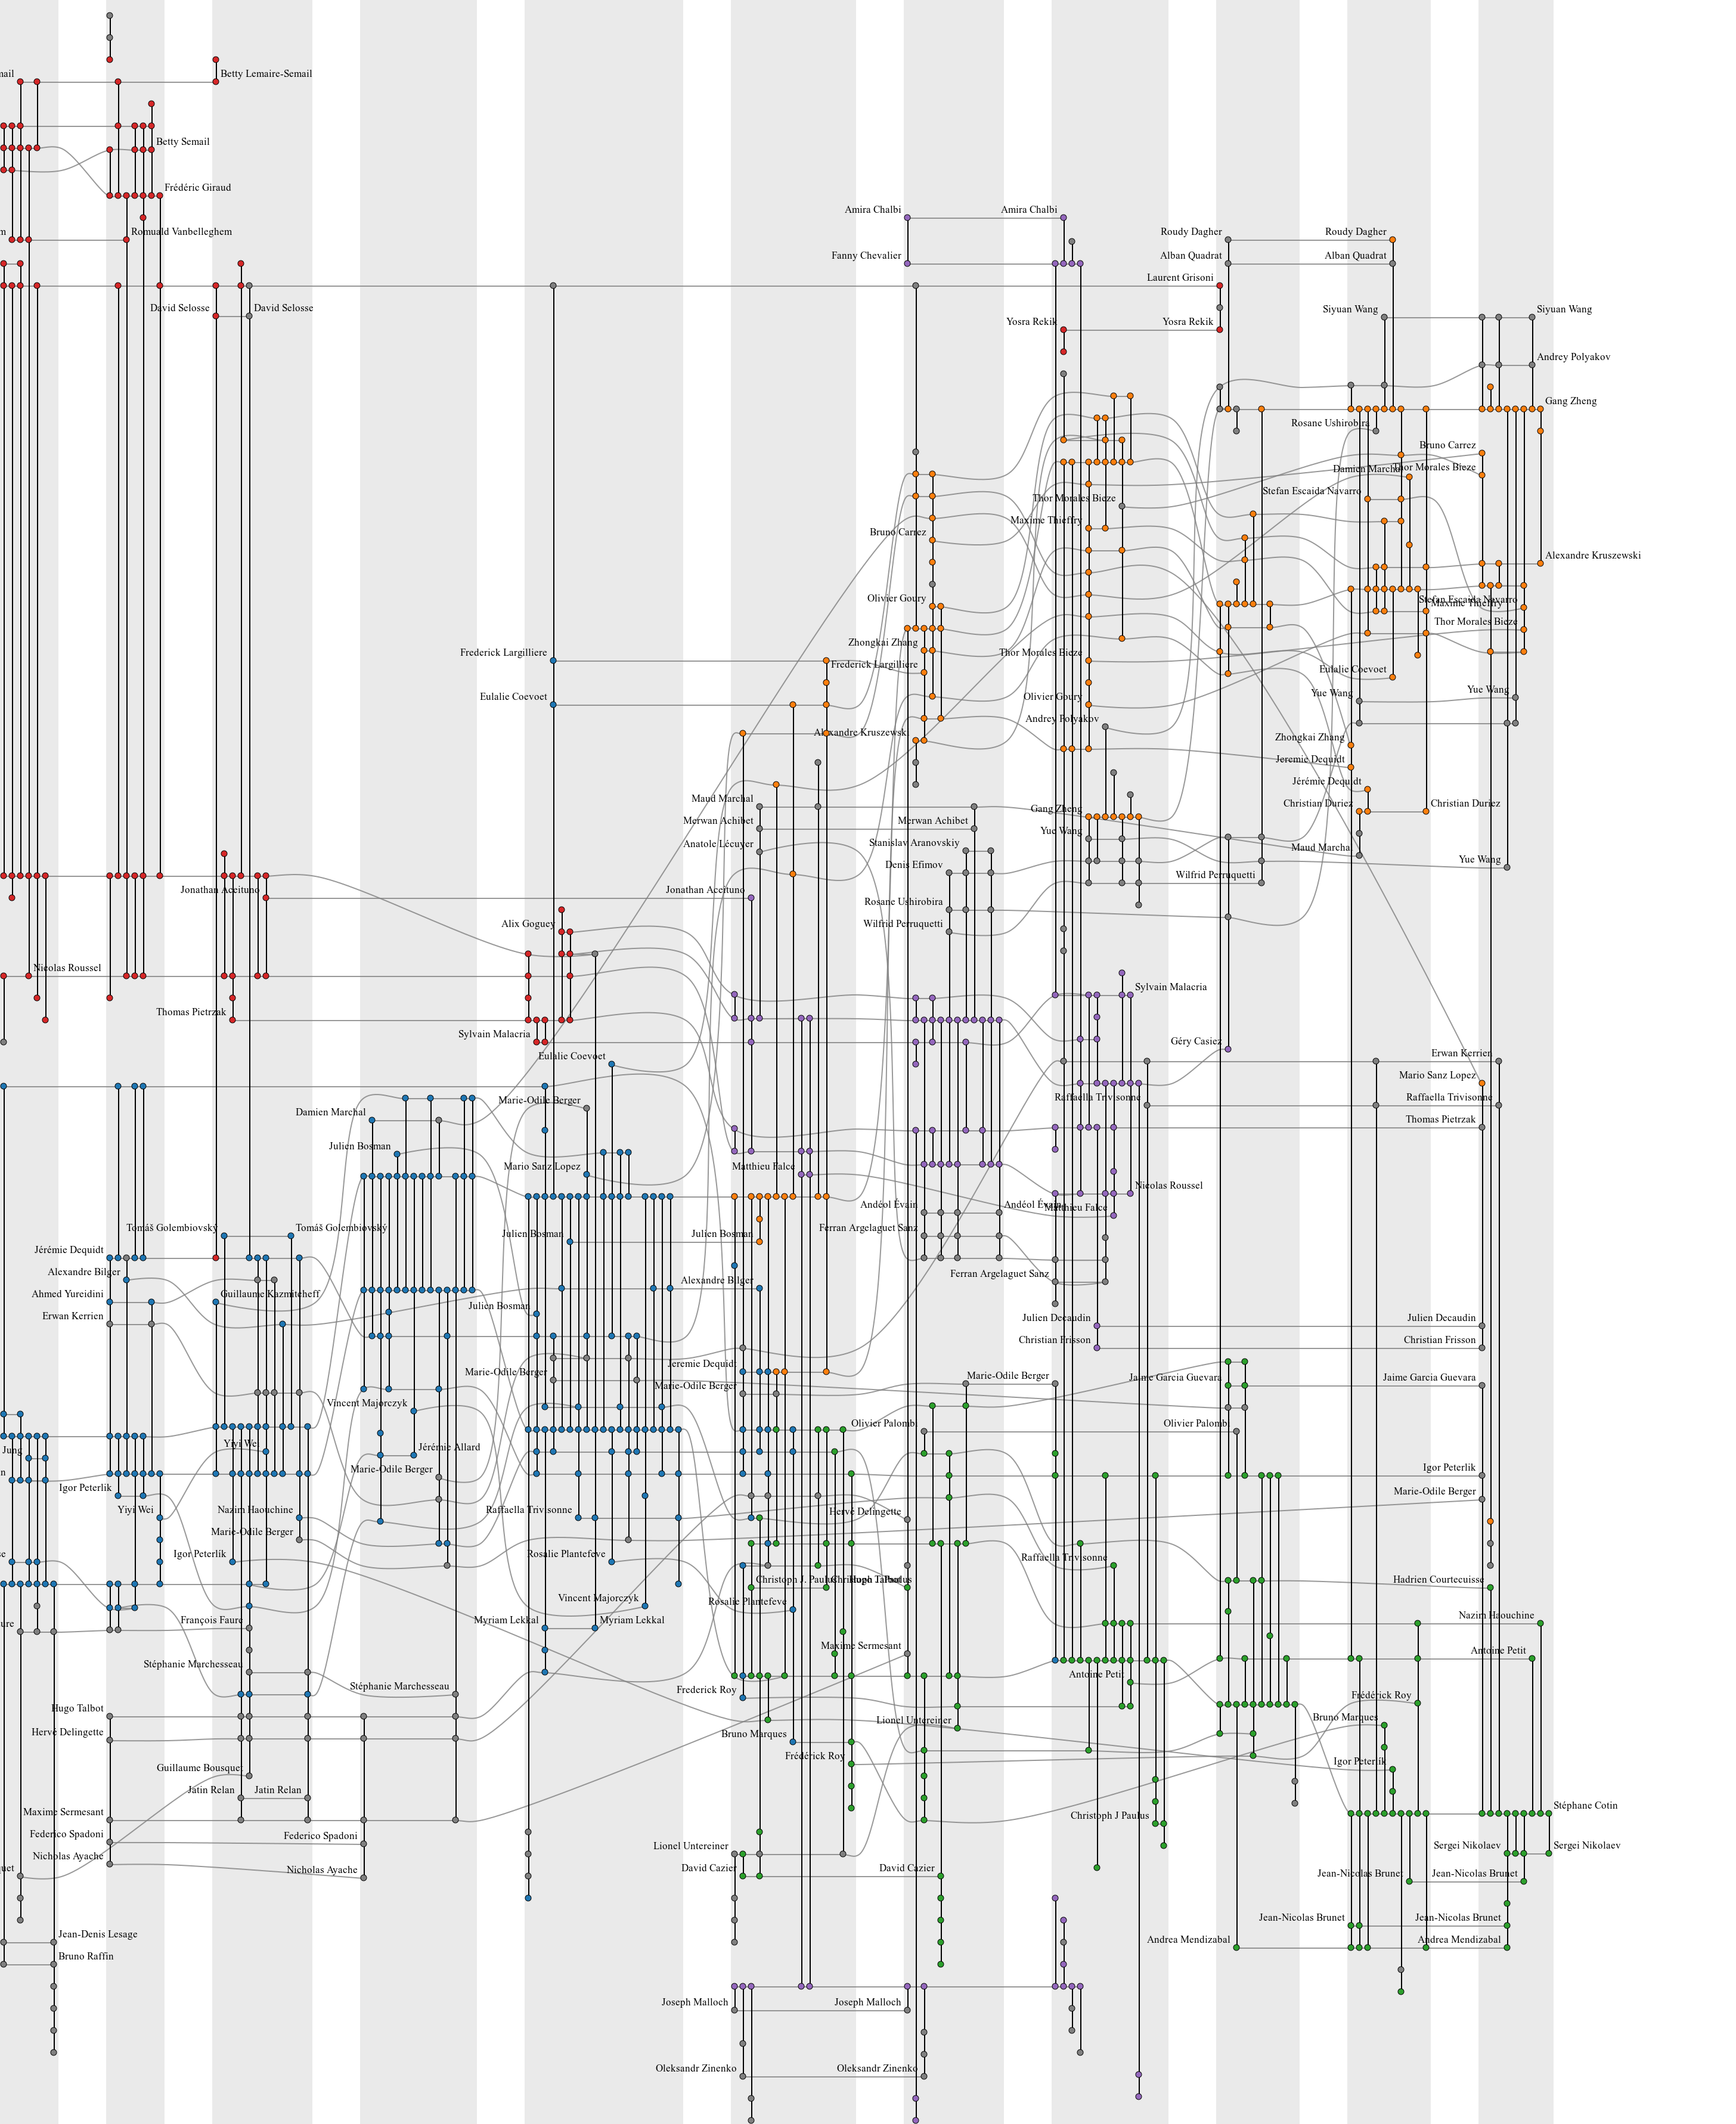 nail
Betty Lemaire-Semail
Betty Semail
Frédéric Giraud
Amira Chalbi
Amira Chalbi
m
Romuald Vanbelleghem
Roudy Dagher
Roudy Dagher
Fanny Chevalier
Alban Quadrat
Alban Quadrat
Laurent Grisoni
David Selosse
David Selosse
Siyuan Wang
Siyuan Wang
Yosra Rekik
Yosra Rekik
Andrey Polyakov
Gang Zheng
Rosane Ushirobira
Bruno Carrez
Damien Marchal
Thor Morales Bieze
Stefan Escaida Navarro
Thor Morales Bieze
Maxime Thieffry
Bruno Carrez
Alexandre Kruszewski
Olivier Goury
Stefan Escaida Navarro
Maxime Thieffry
Thor Morales Bieze
Zhongkai Zhang
Frederick Largilliere
Frederick Largilliere
Thor Morales Bieze
Eulalie Coevoet
Eulalie Coevoet
Olivier Goury
Yue Wang
Yue Wang
Andrey Polyakov
Alexandre Kruszewski
Zhongkai Zhang
Jeremie Dequidt
Jérémie Dequidt
Maud Marchal
Christian Duriez
Christian Duriez
Gang Zheng
Merwan Achibet
Merwan Achibet
Yue Wang
Anatole Lécuyer
Stanislav Aranovskiy
Maud Marchal
Denis Efimov
Yue Wang
Wilfrid Perruquetti
Jonathan Aceituno
Jonathan Aceituno
Rosane Ushirobira
Wilfrid Perruquetti
Alix Goguey
Nicolas Roussel
Sylvain Malacria
Thomas Pietrzak
Sylvain Malacria
Géry Casiez
Eulalie Coevoet
Erwan Kerrien
Mario Sanz Lopez
Marie-Odile Berger
Raffaella Trivisonne
Raffaella Trivisonne
Damien Marchal
Thomas Pietrzak
Julien Bosman
Mario Sanz Lopez
Matthieu Falce
Nicolas Roussel
Andéol Évain
Andéol Évain
Matthieu Falce
Tomáš Golembiovský
Tomáš Golembiovský
Julien Bosman
Julien Bosman
Ferran Argelaguet Sanz
Jérémie Dequidt
Alexandre Bilger
Alexandre Bilger
Ferran Argelaguet Sanz
Ahmed Yureidini
Guillaume Kazmitcheff
Julien Bosman
Erwan Kerrien
Julien Decaudin
Julien Decaudin
Christian Frisson
Christian Frisson
Jeremie Dequidt
Marie-Odile Berger
Marie-Odile Berger
Marie-Odile Berger
Jaime Garcia Guevara
Jaime Garcia Guevara
Vincent Majorczyk
Olivier Palombi
Olivier Palombi
Jung
Yiyi Wei
Jérémie Allard
n
Marie-Odile Berger
Igor Peterlik
Igor Peterlik
Marie-Odile Berger
Yiyi Wei
Nazim Haouchine
Raffaella Trivisonne
Hervé Delingette
Marie-Odile Berger
se
Igor Peterlík
Rosalie Plantefeve
Raffaella Trivisonne
Christoph J. Paulus
Hugo Talbot
Christoph J. Paulus
Hadrien Courtecuisse
Vincent Majorczyk
Rosalie Plantefeve
ure
François Faure
Myriam Lekkal
Myriam Lekkal
Nazim Haouchine
Maxime Sermesant
Antoine Petit
Stéphanie Marchesseau
Antoine Petit
Stéphanie Marchesseau
Frederick Roy
Frédérick Roy
Hugo Talbot
Lionel Untereiner
Bruno Marques
Hervé Delingette
Bruno Marques
Frédérick Roy
Igor Peterlík
Guillaume Bousquet
Jatin Relan
Jatin Relan
Maxime Sermesant
Christoph J Paulus
Stéphane Cotin
Federico Spadoni
Federico Spadoni
Lionel Untereiner
Sergei Nikolaev
Sergei Nikolaev
Nicholas Ayache
Nicholas Ayache
quet
David Cazier
David Cazier
Jean-Nicolas Brunet
Jean-Nicolas Brunet
Jean-Nicolas Brunet
Jean-Nicolas Brunet
Jean-Denis Lesage
Andrea Mendizabal
Andrea Mendizabal
Bruno Raffin
Joseph Malloch
Joseph Malloch
Oleksandr Zinenko
Oleksandr Zinenko